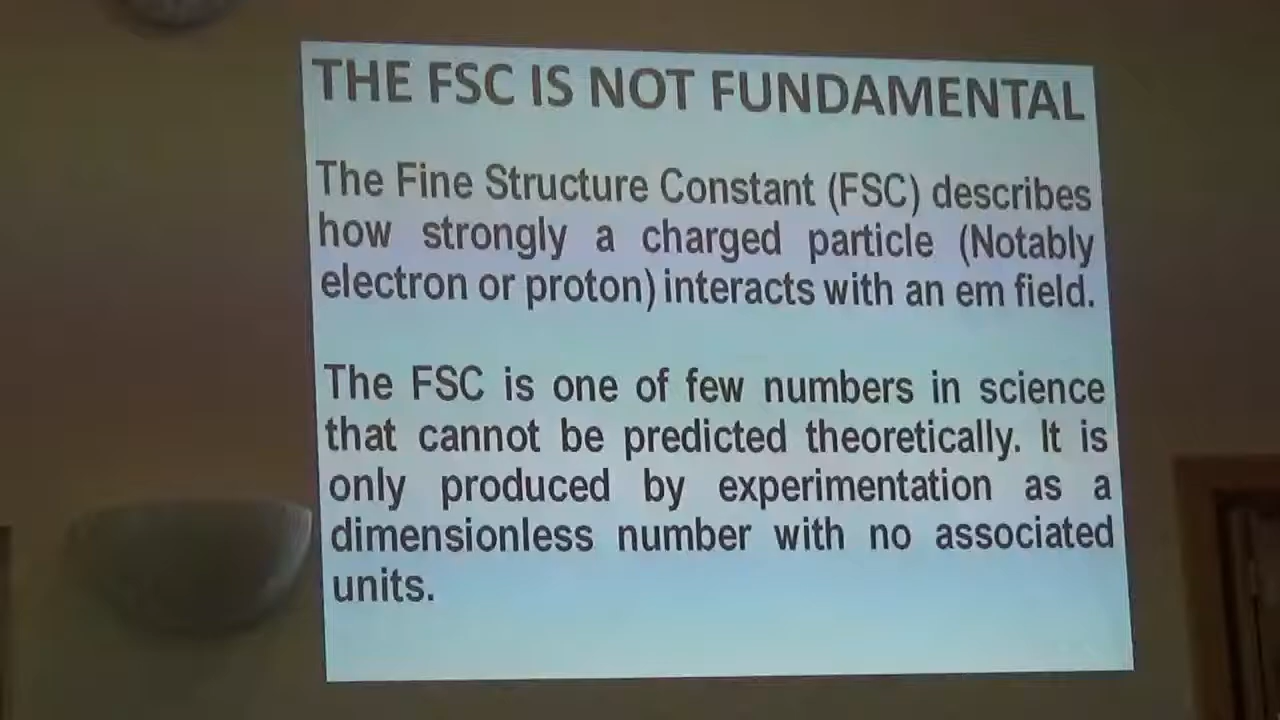 THE FSC IS NOT FUNDAMENTAL
The Fine Structure Constant (FSC) describes
how strongly a charged particle (Notably
electron or proton) interacts with an em field.
The FSC is one of few numbers in science
that cannot be predicted theoretically. It is
only produced by experimentation as a
dimensionless number with no associated
units.